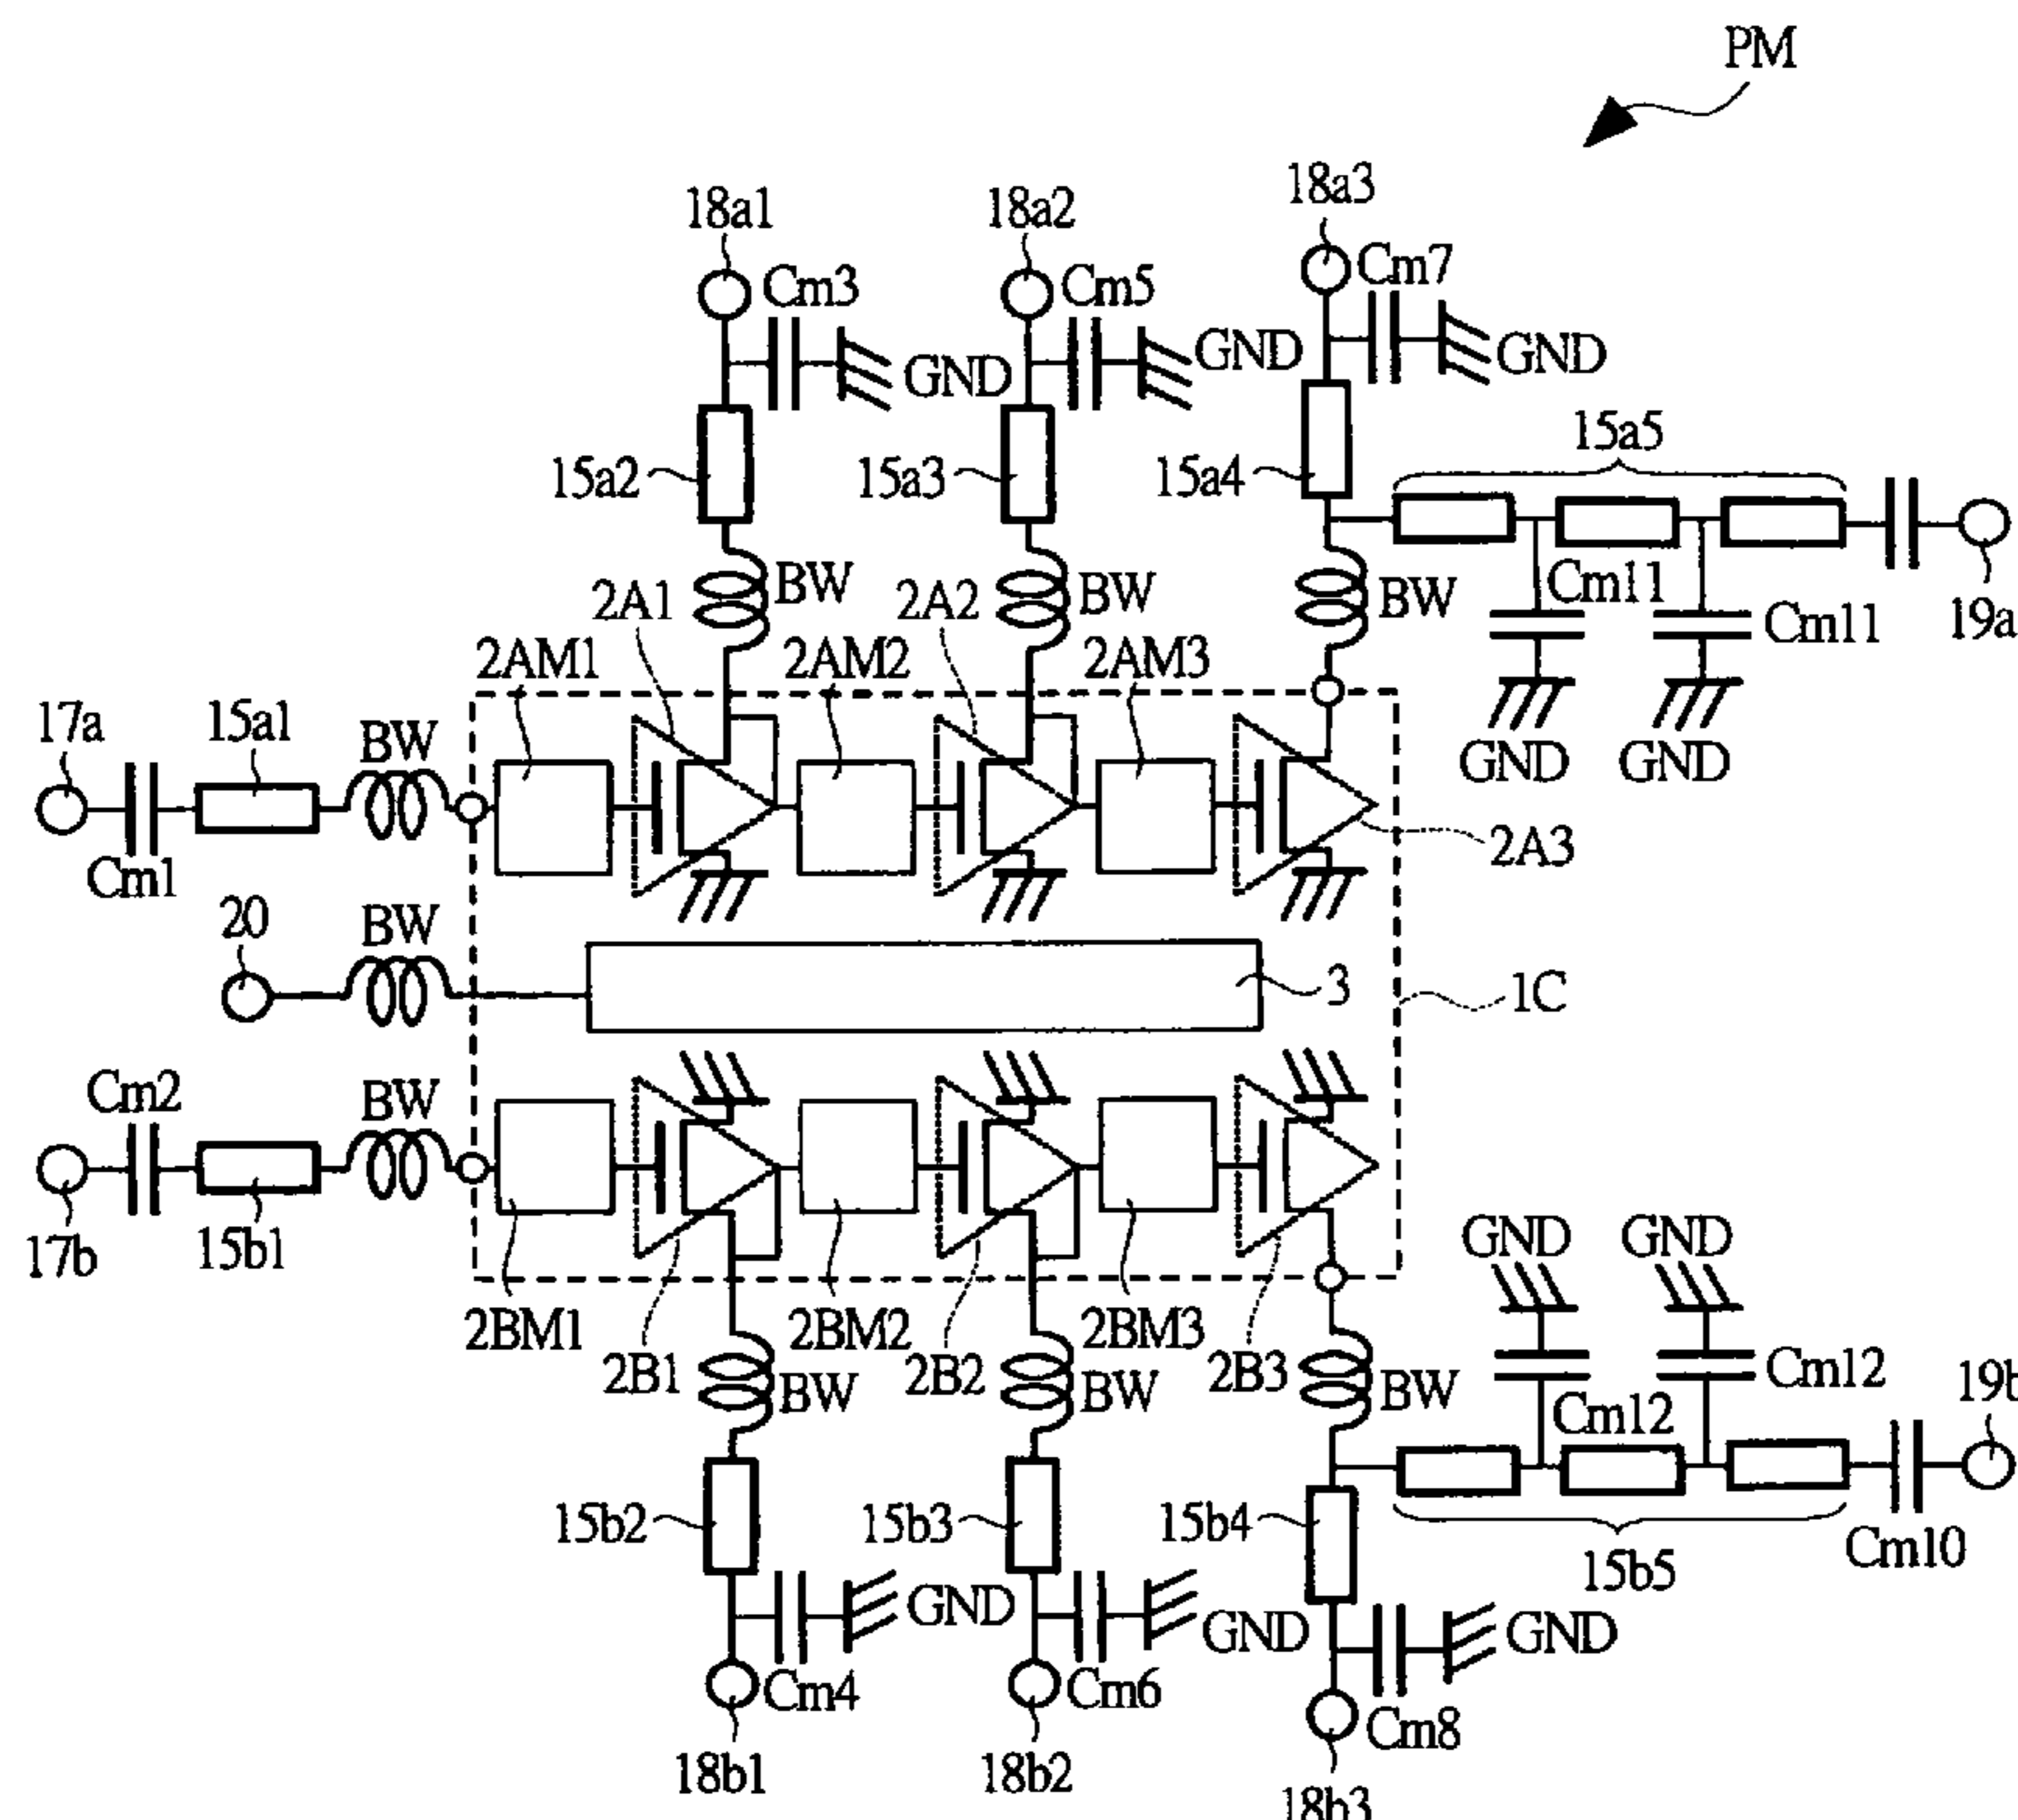 PM
18a1
18a2
18a3
Cm3
Cm5
Cm7
GND
GND
GND
15a2
15a3
15a4
15a5
BW
BW
BW
Cm11
Cm11
19a
2A1
2A2
2AM1
2AM2
2AM3
GND
GND
17a
15a1
BW
Cm1
2A3
20
BW
3
1C
Cm2
BW
17b
15b1
GND
GND
2BM1
2BM2
2BM3
2B1
2B2
2B3
BW
BW
BW
Cm12
Cm12
19b
15b2
15b3
15b4
15b5
Cm10
GND
GND
GND
Cm4
Cm6
Cm8
18b1
18b2
18b3